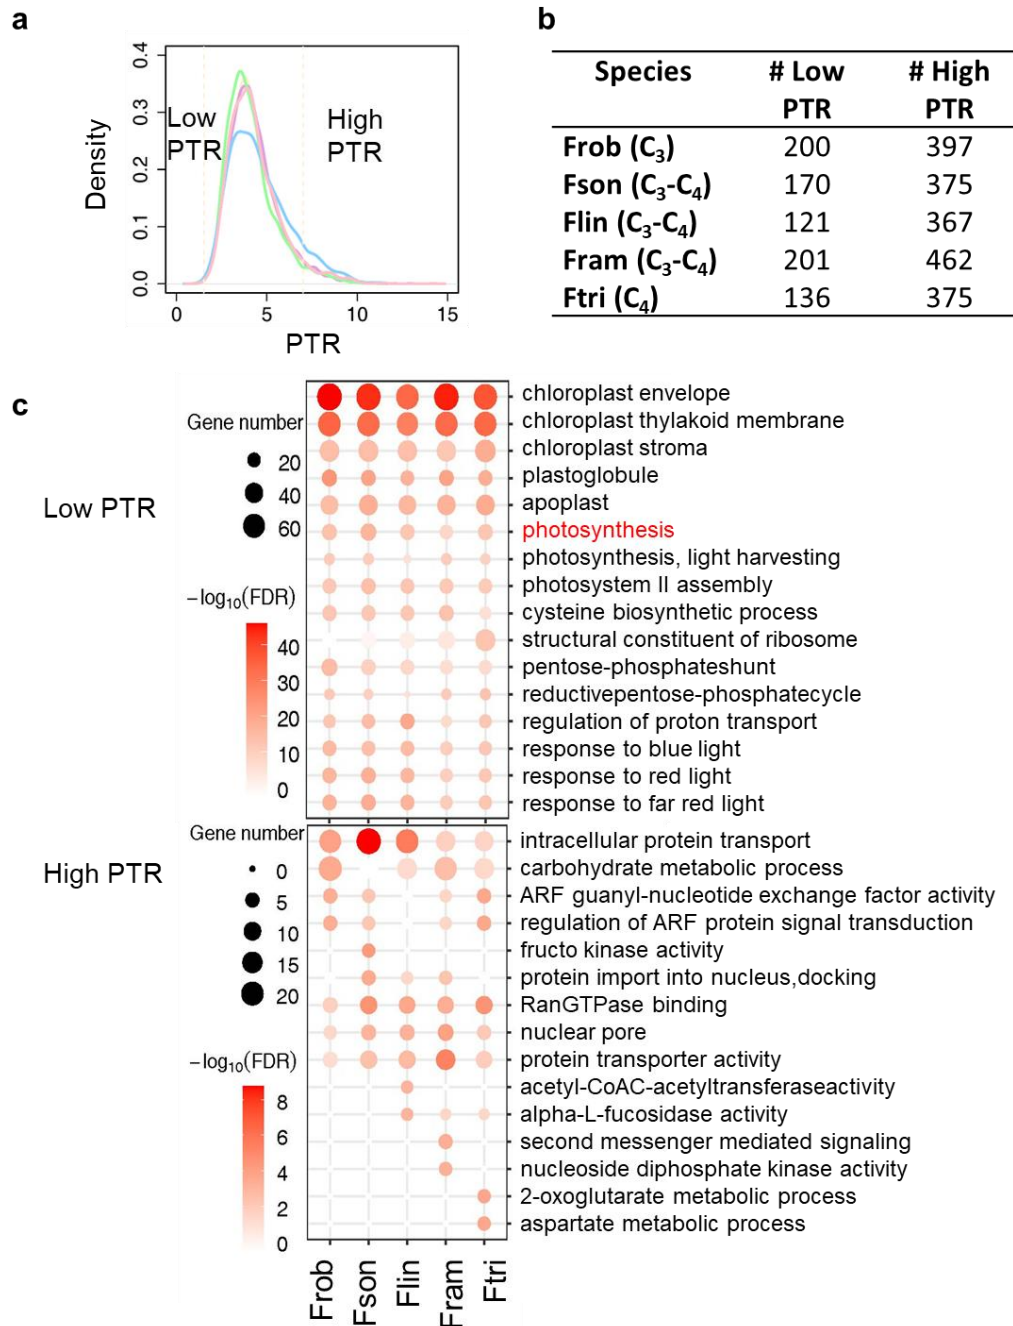 a
0.4
0.3
0.2
0.1
0.0
Density
Low
PTR
High
PTR
0 5 10 15
PTR
b
Species # Low PTR # High PTR
Frob (C3) 200 397
Fson (C3-C4) 170 375
Flin (C3-C4) 121 367
Fram (C3-C4) 201 462
Ftri (C4) 136 375
c
Low PTR
Gene number
20
40
60
−log10(FDR)
40
30
20
10
0
chloroplast envelope
chloroplast thylakoid membrane
chloroplast stroma
plastoglobule
apoplast
photosynthesis
photosynthesis, light harvesting
photosystem II assembly
cysteine biosynthetic process
structural constituent of ribosome
pentose-phosphateshunt
reductivepentose-phosphatecycle
regulation of proton transport
response to blue light
response to red light
response to far red light
High PTR
Gene number
0
5
10
15
20
−log10(FDR)
8
6
4
2
0
intracellular protein transport
carbohydrate metabolic process
ARF guanyl-nucleotide exchange factor activity
regulation of ARF protein signal transduction
fructo kinase activity
protein import into nucleus,docking
RanGTPase binding
nuclear pore
protein transporter activity
acetyl-CoAC-acetyltransferaseactivity
alpha-L-fucosidase activity
second messenger mediated signaling
nucleoside diphosphate kinase activity
2-oxoglutarate metabolic process
aspartate metabolic process
Frob Fson Flin Fram Ftri